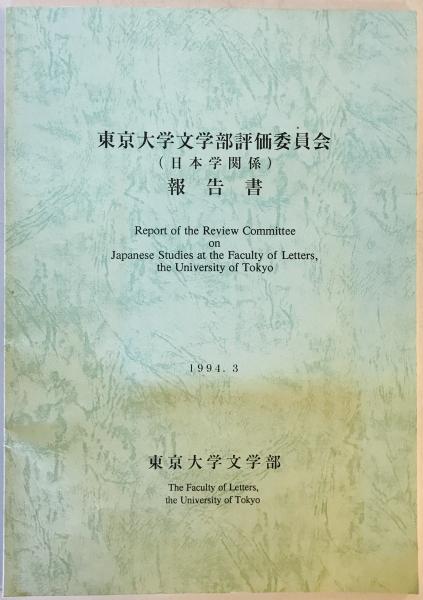 東京大学文学部評価委員会
(日本学関係)
報告書
Report of the Review Committee
on
Japanese Studies at the Faculty of Letters,
the University of Tokyo
1994.3
東京大学文学部
The Faculty of Letters,
the University of Tokyo